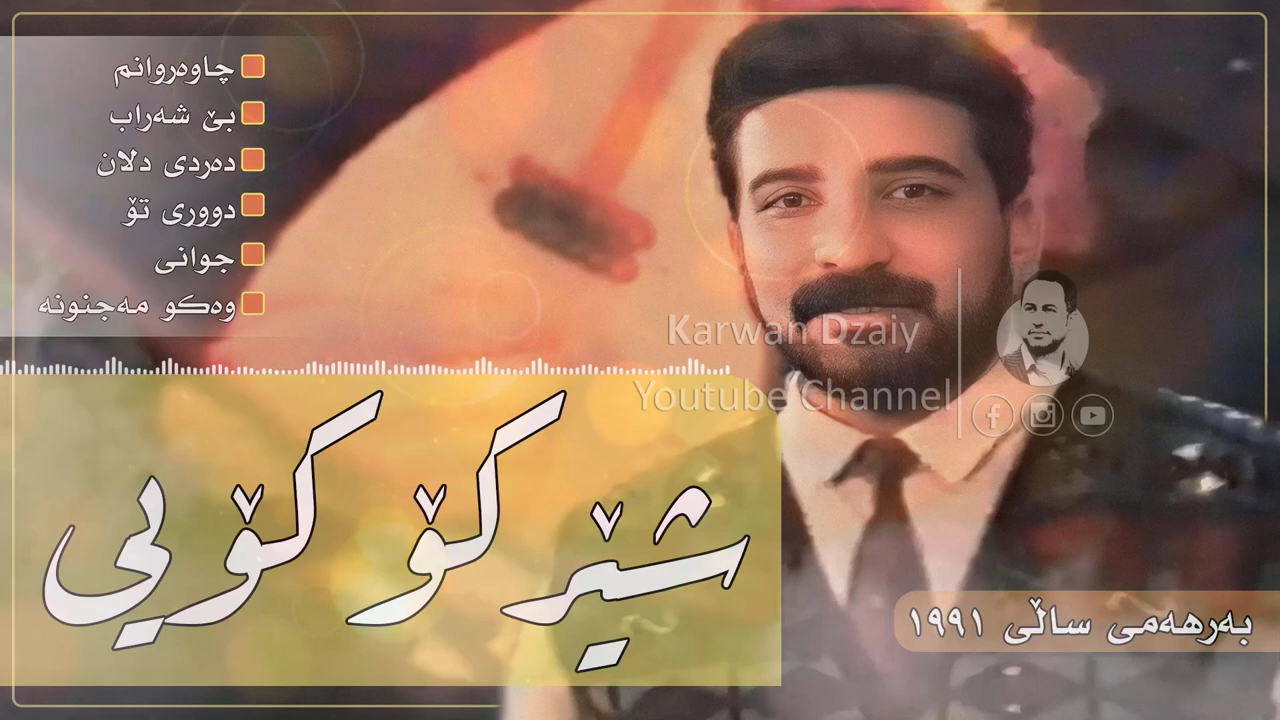 چاوەڕوانم
بێ شەراب
دەردی دلان
دووری تۆ
جوانی
وەکو مەجنونە
Karwan Dzaiy
Youtube Channel
شێرکۆ کۆیی
بەرهەمی ساڵی ١٩٩١